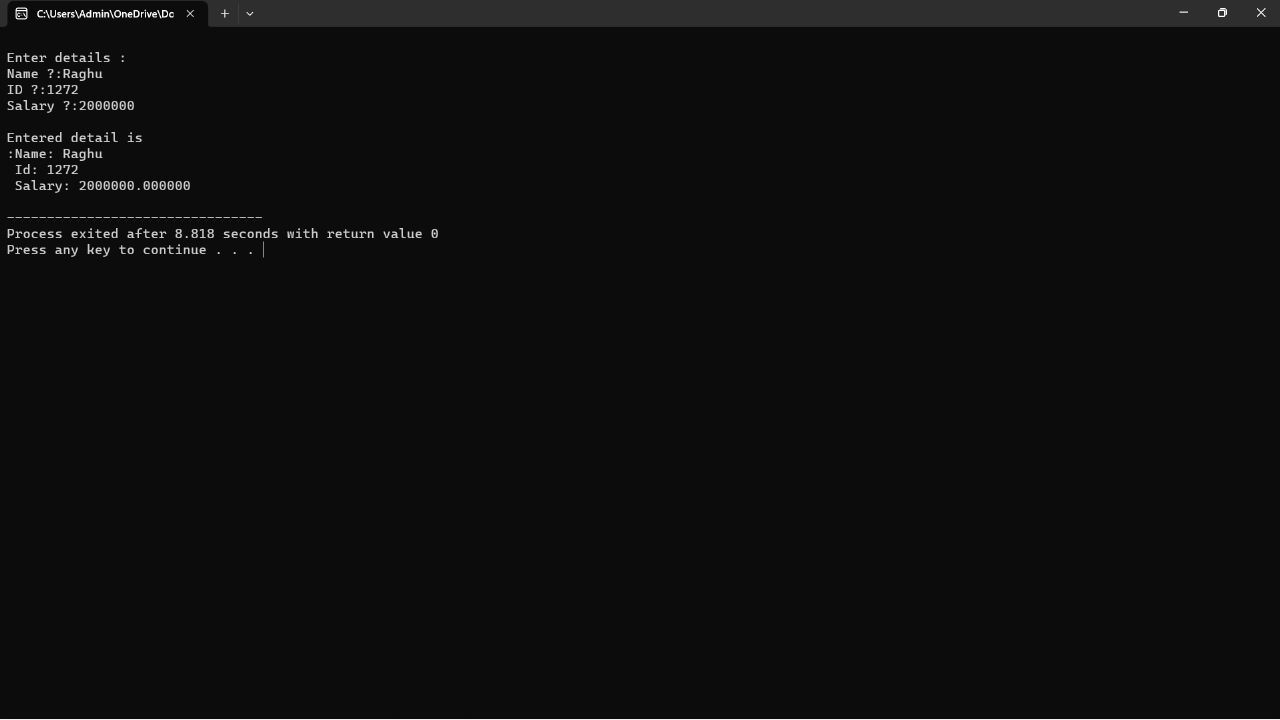 C:\Users\Admin\OneDrive\Do
Enter details :
Name ?:Raghu
ID ?:1272
Salary ?:2000000
Entered detail is
:Name: Raghu
Id: 1272
Salary: 2000000.000000
--------------------------------
Process exited after 8.818 seconds with return value 0
Press any key to continue . . .